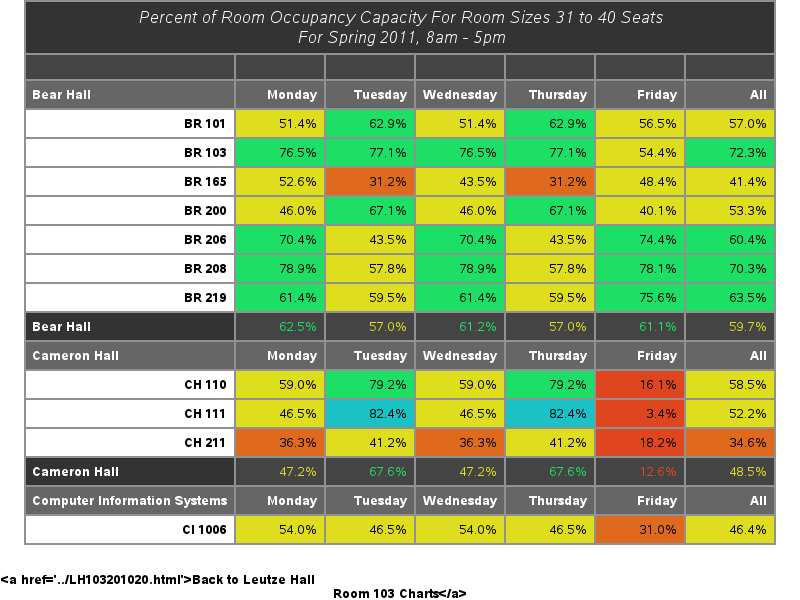 Percent of Room Occupancy Capacity For Room Sizes 31 to 40 Seats
For Spring 2011, 8am - 5pm
Bear Hall Monday Tuesday Wednesday Thursday Friday All
BR 101 51.4% 62.9% 51.4% 62.9% 56.5% 57.0%
BR 103 76.5% 77.1% 76.5% 77.1% 54.4% 72.3%
BR 165 52.6% 31.2% 43.5% 31.2% 48.4% 41.4%
BR 200 46.0% 67.1% 46.0% 67.1% 40.1% 53.3%
BR 206 70.4% 43.5% 70.4% 43.5% 74.4% 60.4%
BR 208 78.9% 57.8% 78.9% 57.8% 78.1% 70.3%
BR 219 61.4% 59.5% 61.4% 59.5% 75.6% 63.5%
Bear Hall 62.5% 57.0% 61.2% 57.0% 61.1% 59.7%
Cameron Hall Monday Tuesday Wednesday Thursday Friday All
CH 110 59.0% 79.2% 59.0% 79.2% 16.1% 58.5%
CH 111 46.5% 82.4% 46.5% 82.4% 3.4% 52.2%
CH 211 36.3% 41.2% 36.3% 41.2% 18.2% 34.6%
Cameron Hall 47.2% 67.6% 47.2% 67.6% 12.6% 48.5%
Computer Information Systems Monday Tuesday Wednesday Thursday Friday All
CI 1006 54.0% 46.5% 54.0% 46.5% 31.0% 46.4%
<a href='../LH103201020.html'>Back to Leutze Hall
Room 103 Charts</a>